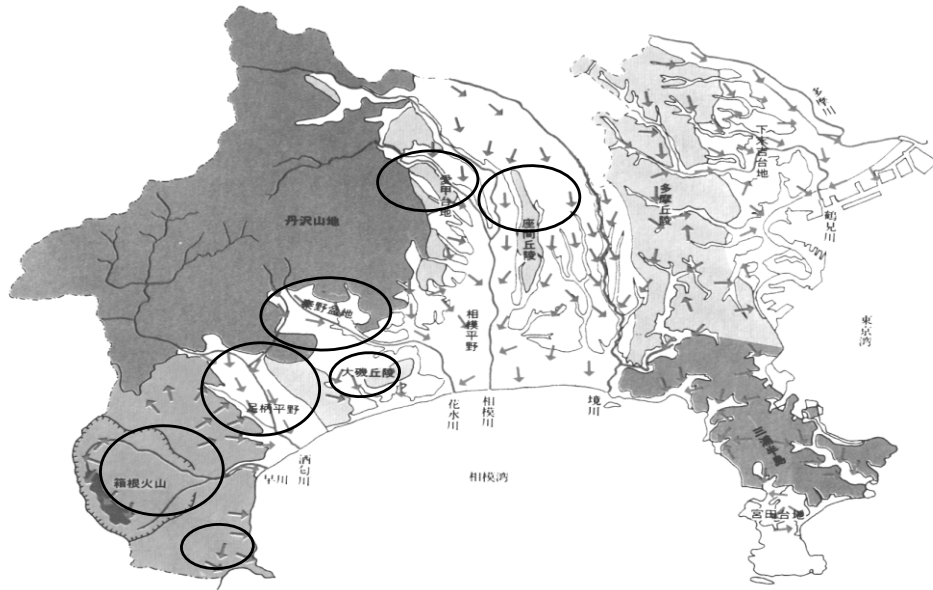 多摩川
下末吉台地
愛甲台地
多摩丘陵
鶴見川
丹沢山地
座間丘陵
秦野盆地
相模平野
東京湾
大磯丘陵
足柄平野
花水川
相模川
境川
三浦半島
酒匂川
早川
相模湾
箱根火山
宮田台地